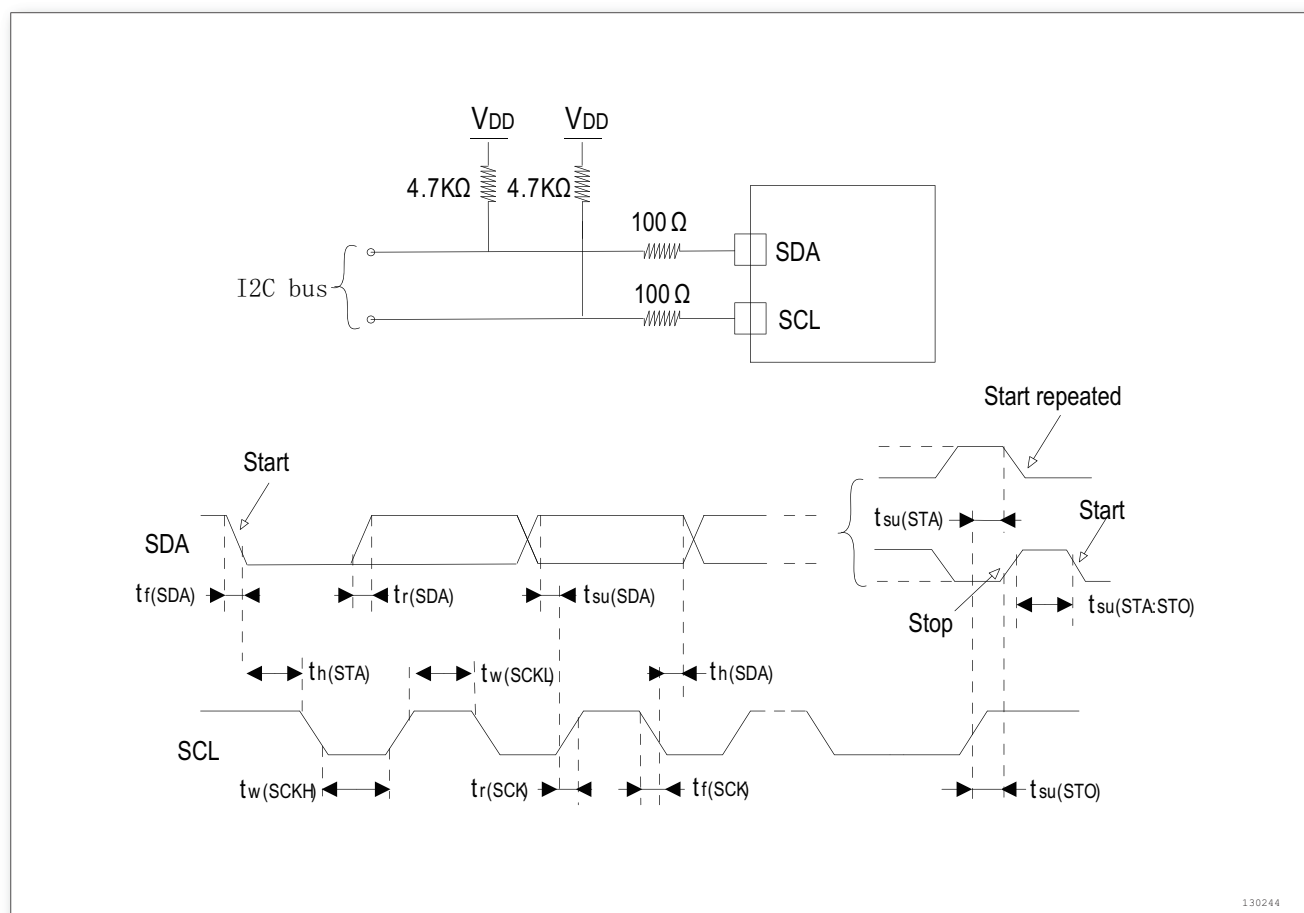 VDD VDD
4.7KΩ 4.7KΩ
100 Ω
SDA
I2C bus
100 Ω
SCL
Start repeated
Start
tsu(STA)
Start
SDA
tf(SDA) tr(SDA) tsu(SDA)
Stop
tsu(STA:STO)
th(STA) tw(SCKL) th(SDA)
SCL
tw(SCKH) tr(SCK) tf(SCK) tsu(STO)
130244